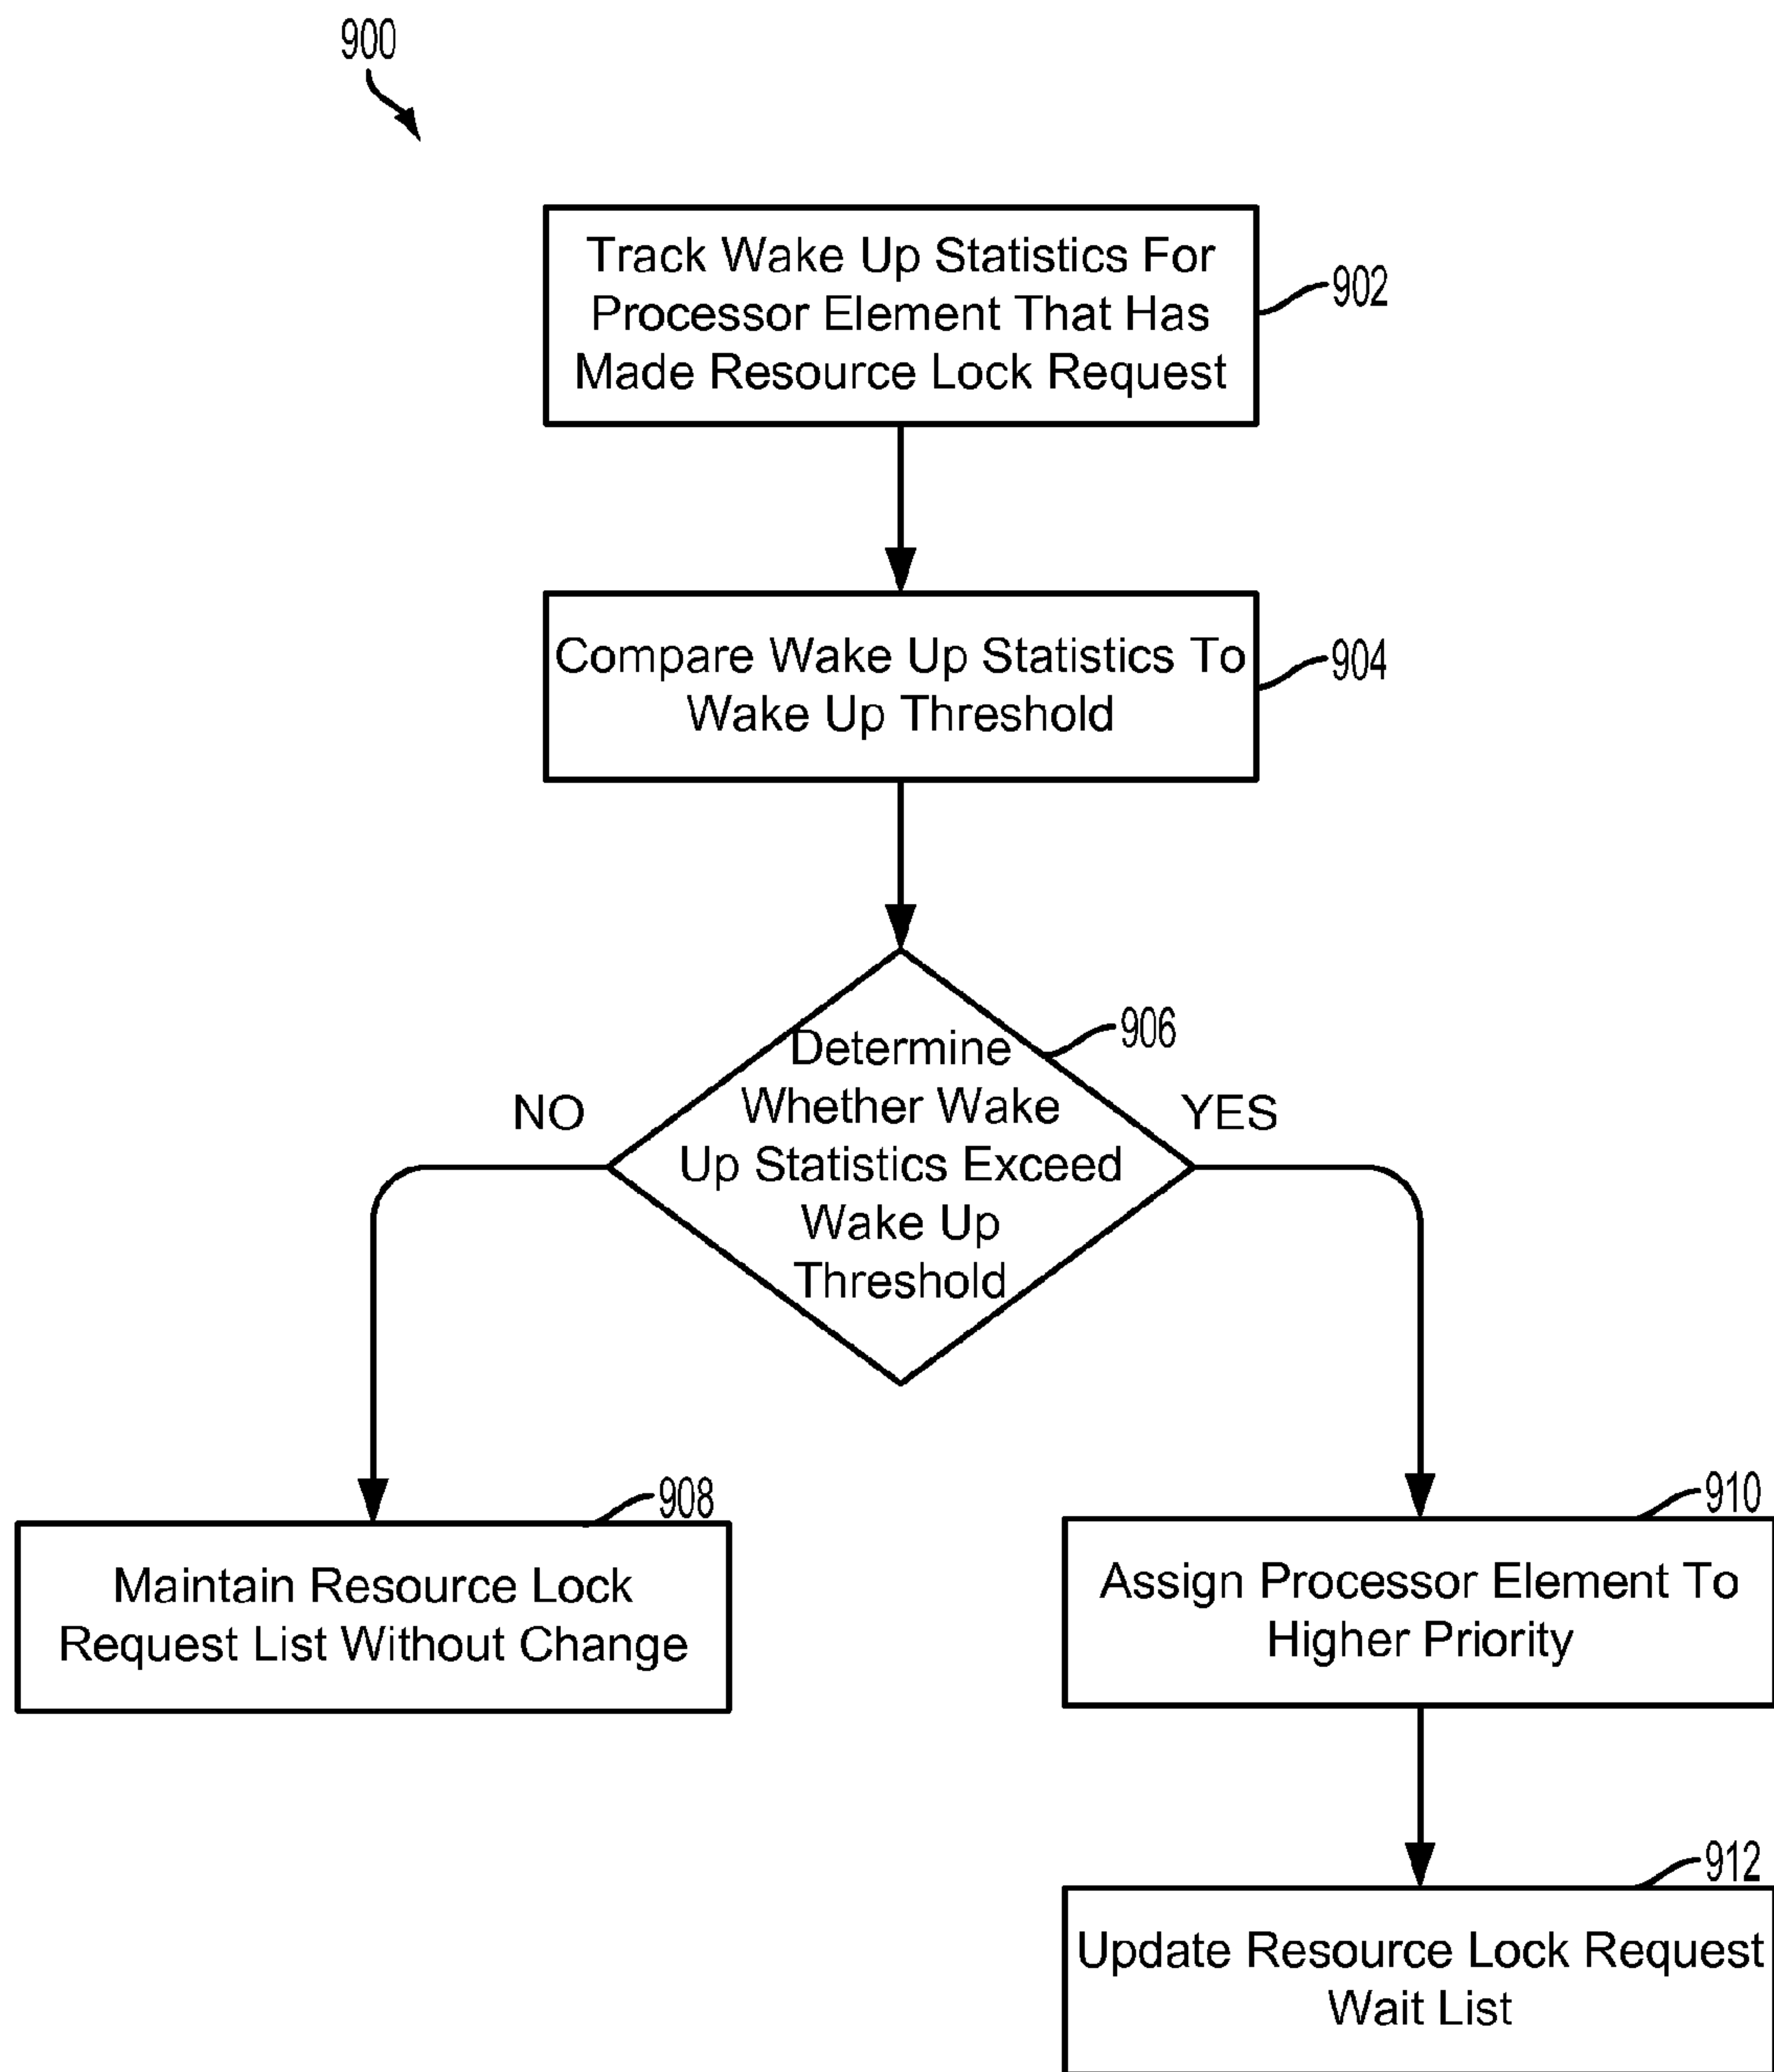 900
Track Wake Up Statistics For
Processor Element That Has
Made Resource Lock Request
902
Compare Wake Up Statistics To
Wake Up Threshold
904
Determine
Whether Wake
Up Statistics Exceed
Wake Up
Threshold
906
NO
YES
908
Maintain Resource Lock
Request List Without Change
910
Assign Processor Element To
Higher Priority
912
Update Resource Lock Request
Wait List